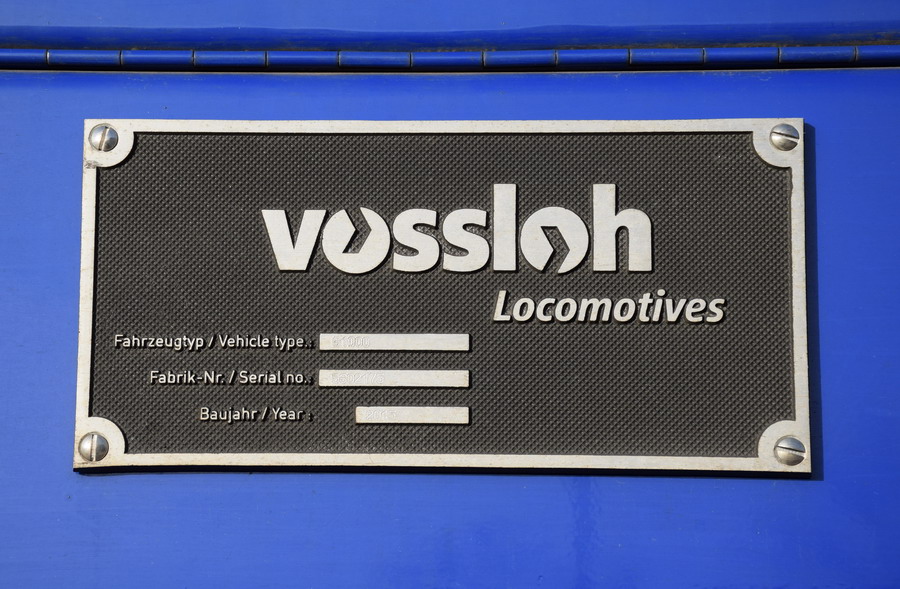 vossloh
Locomotives
Fahrzeugtyp / Vehicle type.:
Fabrik-Nr. / Serial no.:
Baujahr / Year :